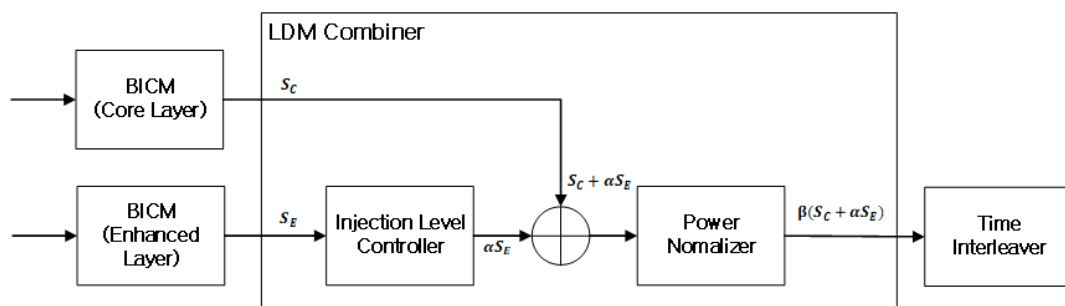 LDM Combiner
BICM
(Core Layer)
S_C
S_C + αS_E
BICM
(Enhanced
Layer)
S_E
Injection Level
Controller
αS_E
Power
Nomalizer
β(S_C + αS_E)
Time
Interleaver